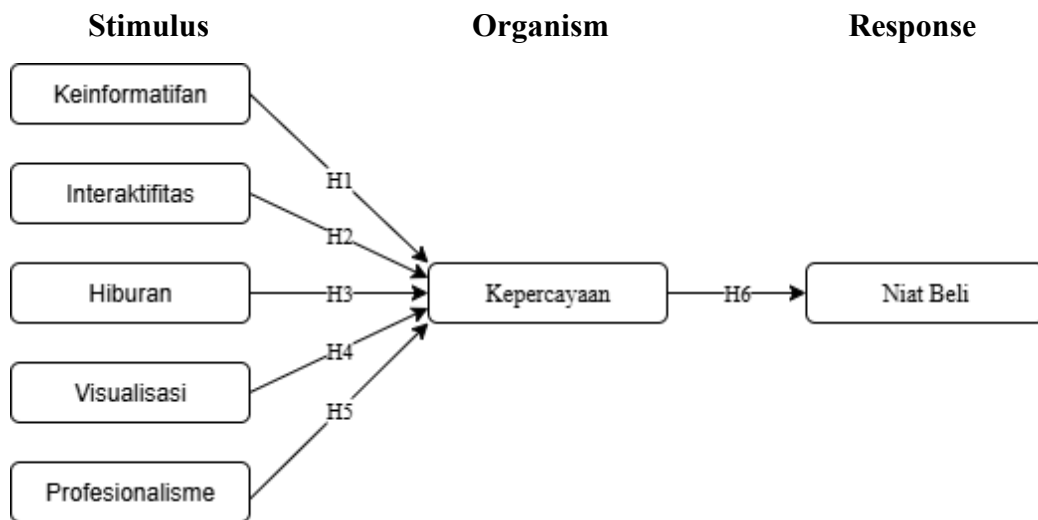 Stimulus
Organism
Response
Keinformatifan
H1
Interaktifitas
H2
Hiburan
H3
Kepercayaan
H6
Niat Beli
H4
Visualisasi
H5
Profesionalisme